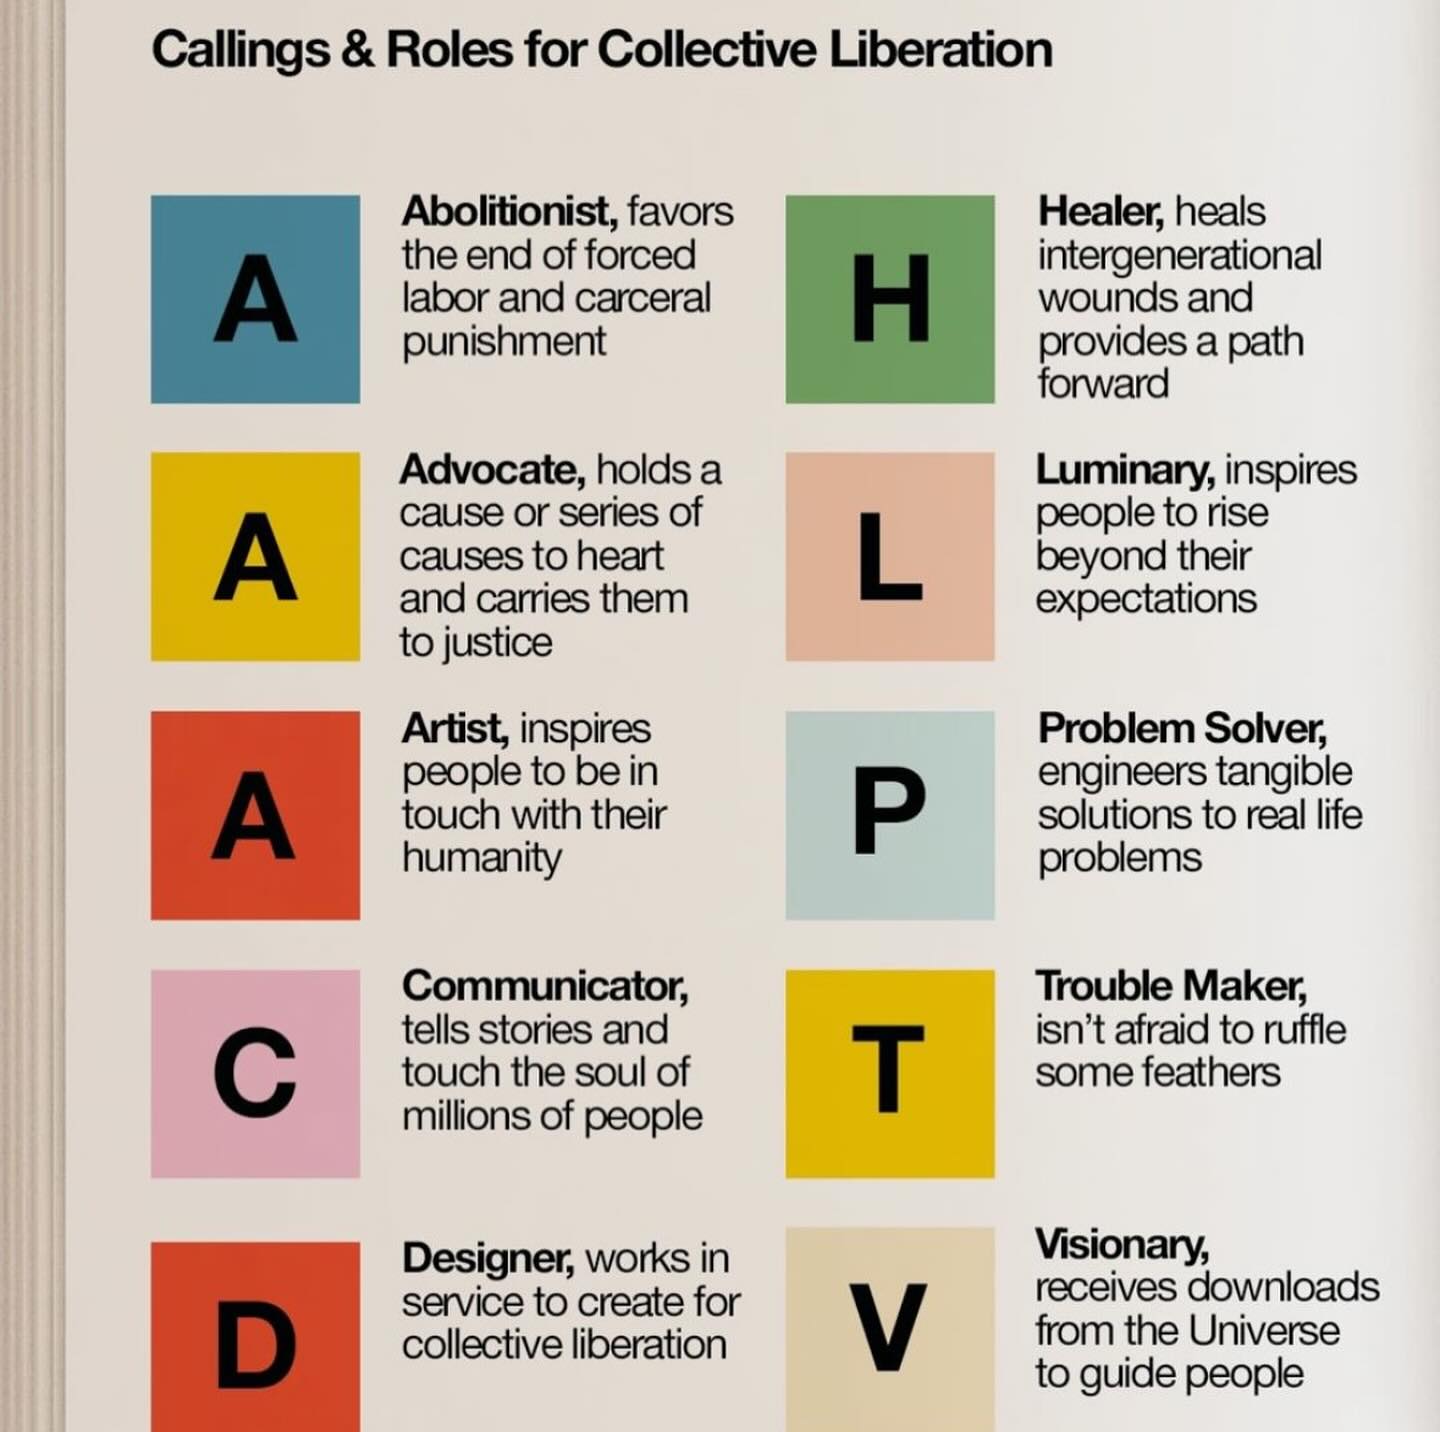 Callings & Roles for Collective Liberation
A
Abolitionist, favors
the end of forced
labor and carceral
punishment
A
Advocate, holds a
cause or series of
causes to heart
and carries them
to justice
A
Artist, inspires
people to be in
touch with their
humanity
C
Communicator,
tells stories and
touch the soul of
millions of people
D
Designer, works in
service to create for
collective liberation
H
Healer, heals
intergenerational
wounds and
provides a path
forward
L
Luminary, inspires
people to rise
beyond their
expectations
P
Problem Solver,
engineers tangible
solutions to real life
problems
T
Trouble Maker,
isn't afraid to ruffle
some feathers
V
Visionary,
receives downloads
from the Universe
to guide people